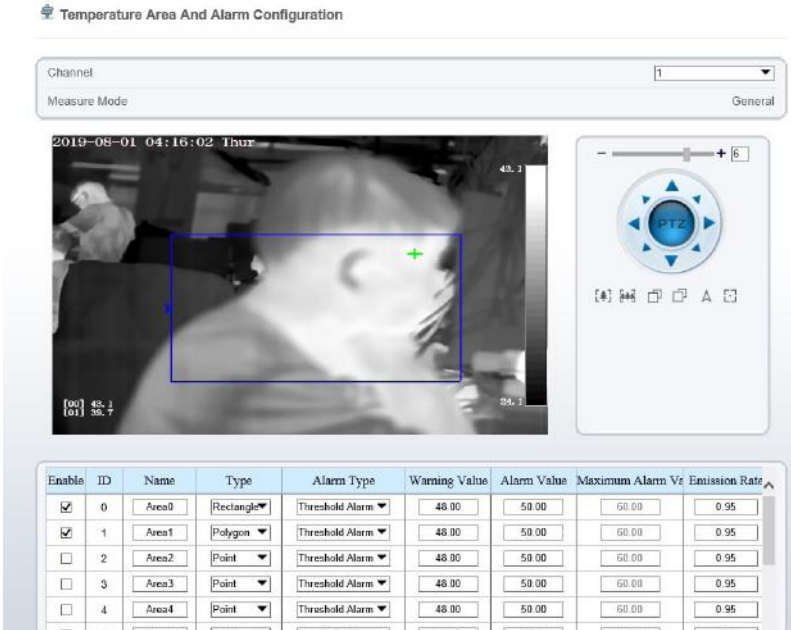 Temperature Area And Alarm Configuration
Channel 1
Measure Mode General
2019-08-01 04:16:02 Thur
43.1
6
PTZ
[00] 43.1
[01] 39.7
24.1
Enable ID Name Type Alarm Type Warning Value Alarm Value Maximum Alarm Va Emission Rate
0 Area0 Rectangle Threshold Alarm 48.00 50.00 60.00 0.95
1 Area1 Polygon Threshold Alarm 48.00 50.00 60.00 0.95
2 Area2 Point Threshold Alarm 48.00 50.00 60.00 0.95
3 Area3 Point Threshold Alarm 48.00 50.00 60.00 0.95
4 Area4 Point Threshold Alarm 48.00 50.00 60.00 0.95